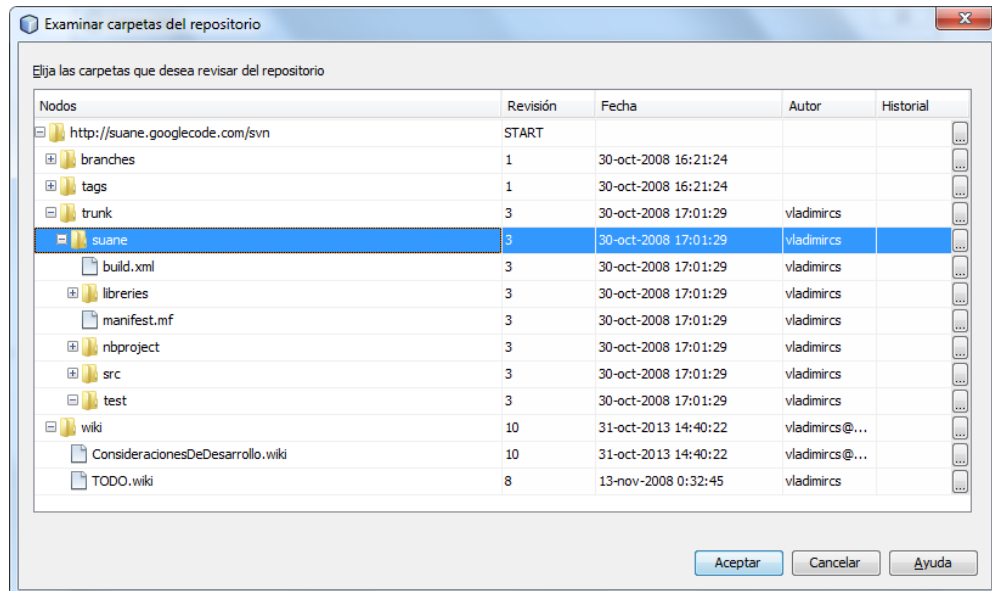 Examinar carpetas del repositorio
Elija las carpetas que desea revisar del repositorio
Nodos Revisión Fecha Autor Historial
http://suane.googlecode.com/svn START ...
branches 1 30-oct-2008 16:21:24 ...
tags 1 30-oct-2008 16:21:24 ...
trunk 3 30-oct-2008 17:01:29 vladimircs ...
suane 3 30-oct-2008 17:01:29 vladimircs ...
build.xml 3 30-oct-2008 17:01:29 vladimircs ...
libreries 3 30-oct-2008 17:01:29 vladimircs ...
manifest.mf 3 30-oct-2008 17:01:29 vladimircs ...
nbproject 3 30-oct-2008 17:01:29 vladimircs ...
src 3 30-oct-2008 17:01:29 vladimircs ...
test 3 30-oct-2008 17:01:29 vladimircs ...
wiki 10 31-oct-2013 14:40:22 vladimircs@... ...
ConsideracionesDeDesarrollo.wiki 10 31-oct-2013 14:40:22 vladimircs@... ...
TODO.wiki 8 13-nov-2008 0:32:45 vladimircs ...
Aceptar Cancelar Ayuda